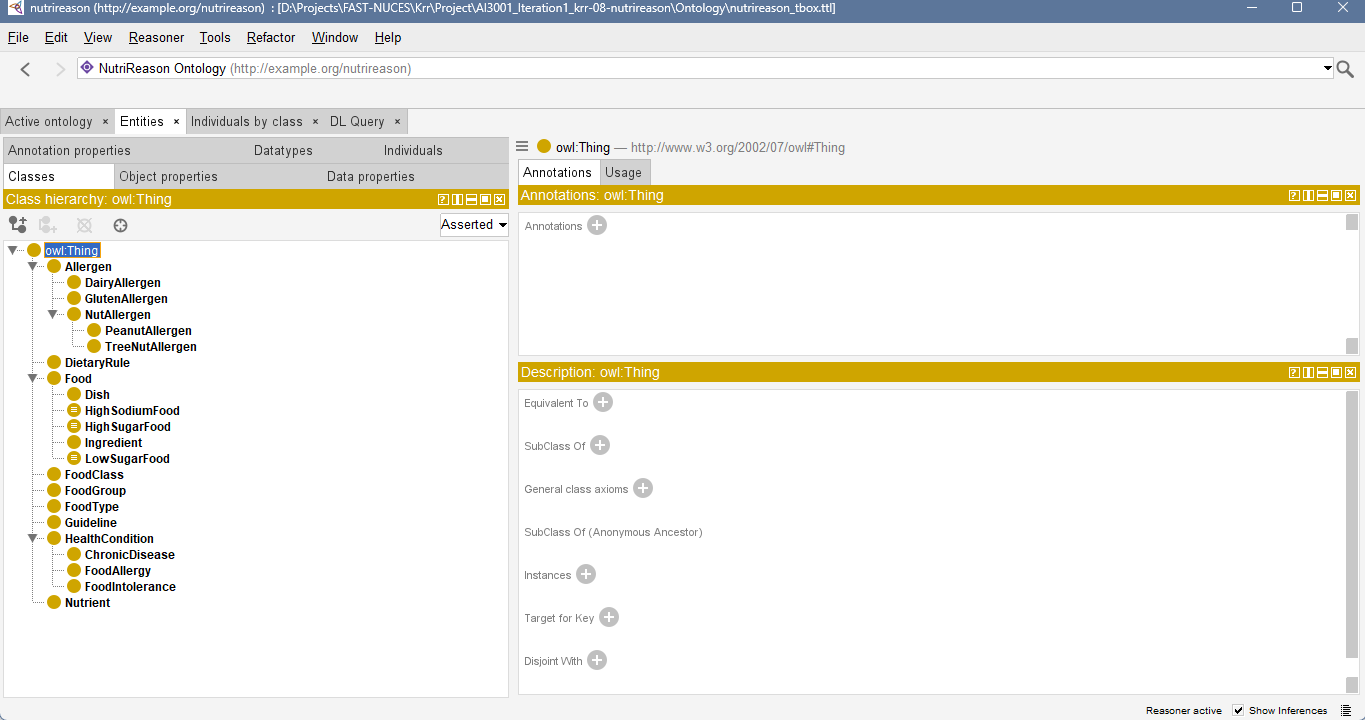 nutrireason (http://example.org/nutrireason) : [D:\Projects\FAST-NUCES\Krr\Project\AI3001_Iteration1_krr-08-nutrireason\Ontology\nutrireason_tbox.ttl]
File Edit View Reasoner Tools Refactor Window Help
NutriReason Ontology (http://example.org/nutrireason)
Active ontology × Entities × Individuals by class × DL Query ×
Annotation properties Datatypes Individuals
Classes Object properties Data properties
Class hierarchy: owl:Thing
Asserted
owl:Thing
Allergen
DairyAllergen
GlutenAllergen
NutAllergen
PeanutAllergen
TreeNutAllergen
DietaryRule
Food
Dish
HighSodiumFood
HighSugarFood
Ingredient
LowSugarFood
FoodClass
FoodGroup
FoodType
Guideline
HealthCondition
ChronicDisease
FoodAllergy
FoodIntolerance
Nutrient
owl:Thing — http://www.w3.org/2002/07/owl#Thing
Annotations Usage
Annotations: owl:Thing
Annotations
Description: owl:Thing
Equivalent To
SubClass Of
General class axioms
SubClass Of (Anonymous Ancestor)
Instances
Target for Key
Disjoint With
Reasoner active Show Inferences